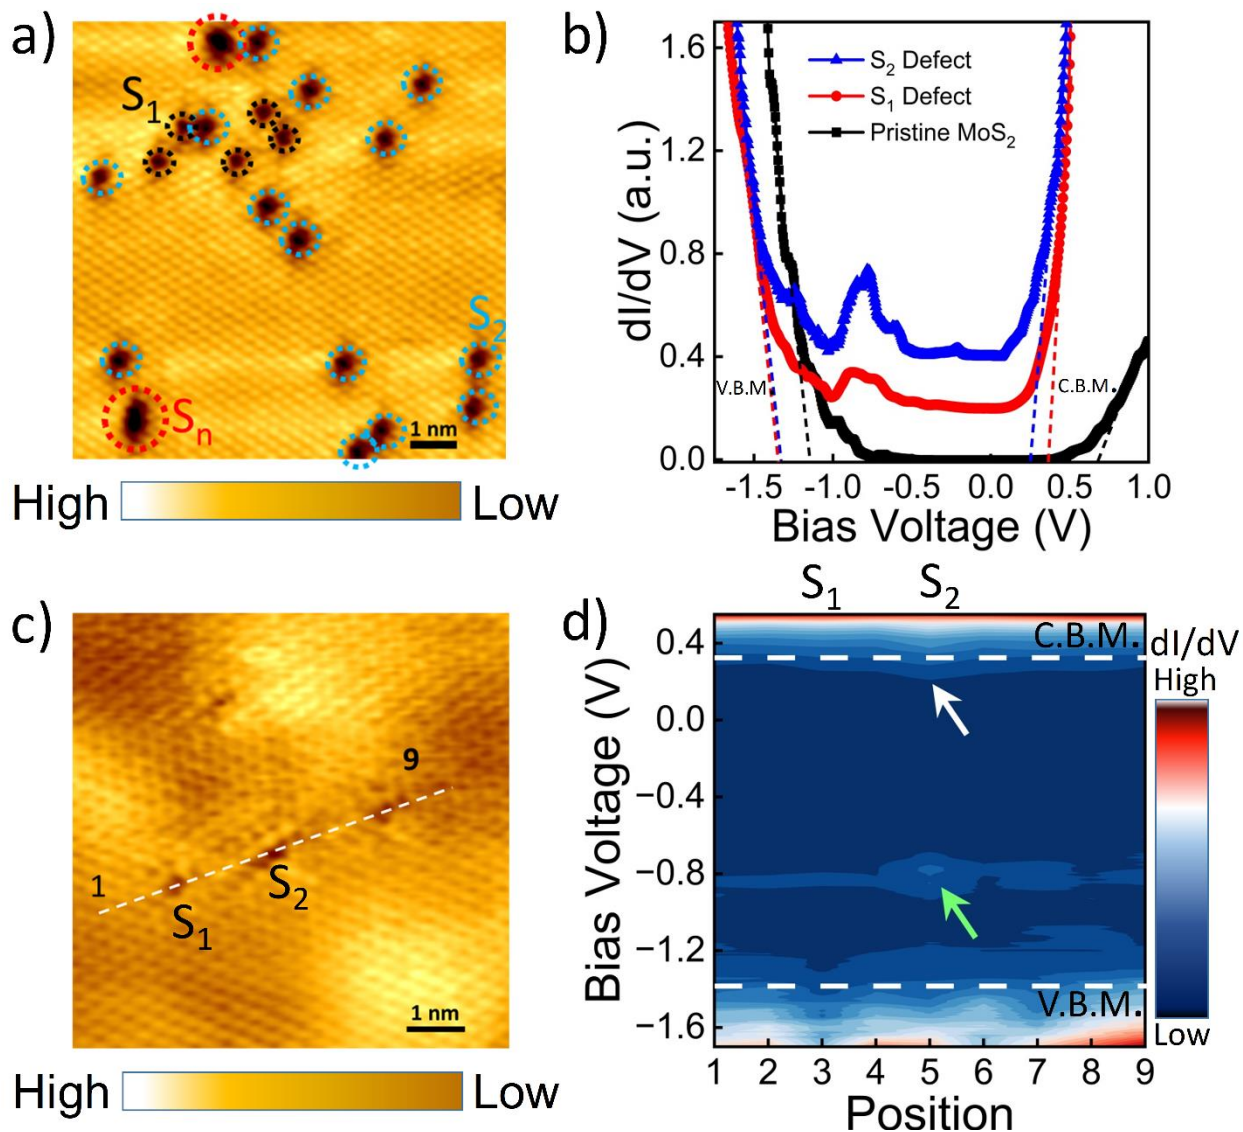 a)
S₁
S₂
Sₙ
1 nm
High
Low
b)
S₂ Defect
S₁ Defect
Pristine MoS₂
dI/dV (a.u.)
1.6
1.2
0.8
0.4
0.0
V.B.M.
C.B.M.
-1.5 -1.0 -0.5 0.0 0.5 1.0
Bias Voltage (V)
c)
1
9
S₁
S₂
1 nm
High
Low
d)
S₁ S₂
Bias Voltage (V)
0.4
0.0
−0.4
−0.8
−1.2
−1.6
C.B.M.
V.B.M.
1 2 3 4 5 6 7 8 9
Position
dI/dV
High
Low